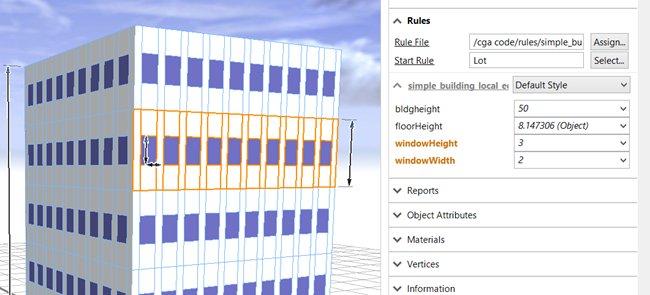 Rules
Rule File /cga code/rules/simple_bu Assign...
Start Rule Lot Select...
simple_building_local_e Default Style
bldgheight 50
floorHeight 8.147306 (Object)
windowHeight 3
windowWidth 2
Reports
Object Attributes
Materials
Vertices
Information